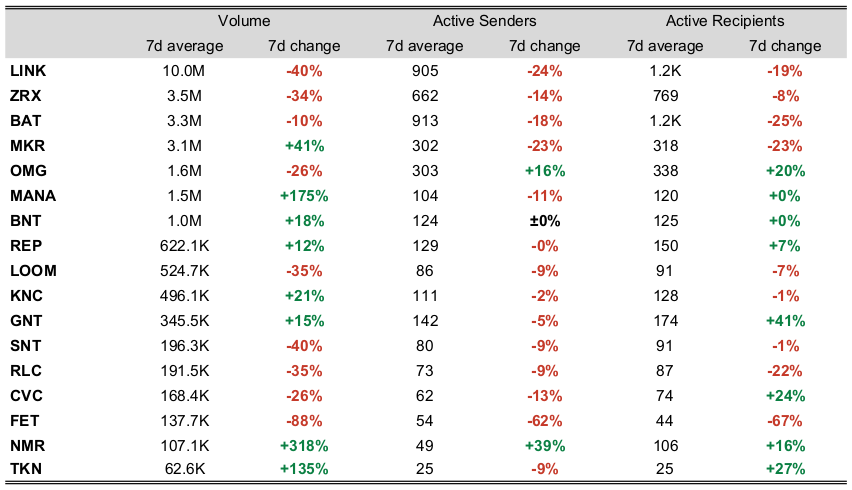 Volume Active Senders Active Recipients
7d average 7d change 7d average 7d change 7d average 7d change
LINK 10.0M -40% 905 -24% 1.2K -19%
ZRX 3.5M -34% 662 -14% 769 -8%
BAT 3.3M -10% 913 -18% 1.2K -25%
MKR 3.1M +41% 302 -23% 318 -23%
OMG 1.6M -26% 303 +16% 338 +20%
MANA 1.5M +175% 104 -11% 120 +0%
BNT 1.0M +18% 124 ±0% 125 +0%
REP 622.1K +12% 129 -0% 150 +7%
LOOM 524.7K -35% 86 -9% 91 -7%
KNC 496.1K +21% 111 -2% 128 -1%
GNT 345.5K +15% 142 -5% 174 +41%
SNT 196.3K -40% 80 -9% 91 -1%
RLC 191.5K -35% 73 -9% 87 -22%
CVC 168.4K -26% 62 -13% 74 +24%
FET 137.7K -88% 54 -62% 44 -67%
NMR 107.1K +318% 49 +39% 106 +16%
TKN 62.6K +135% 25 -9% 25 +27%